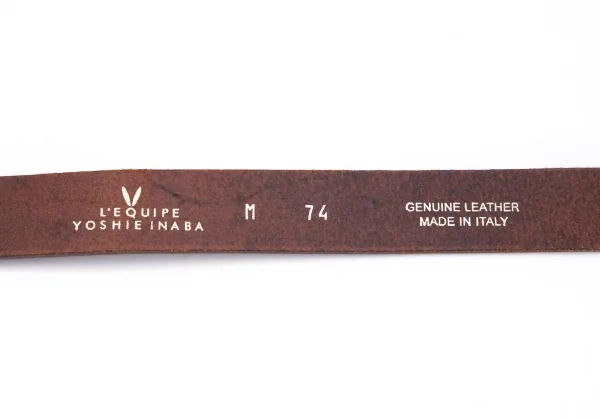 L'EQUIPE
YOSHIE INABA
M 74
GENUINE LEATHER
MADE IN ITALY